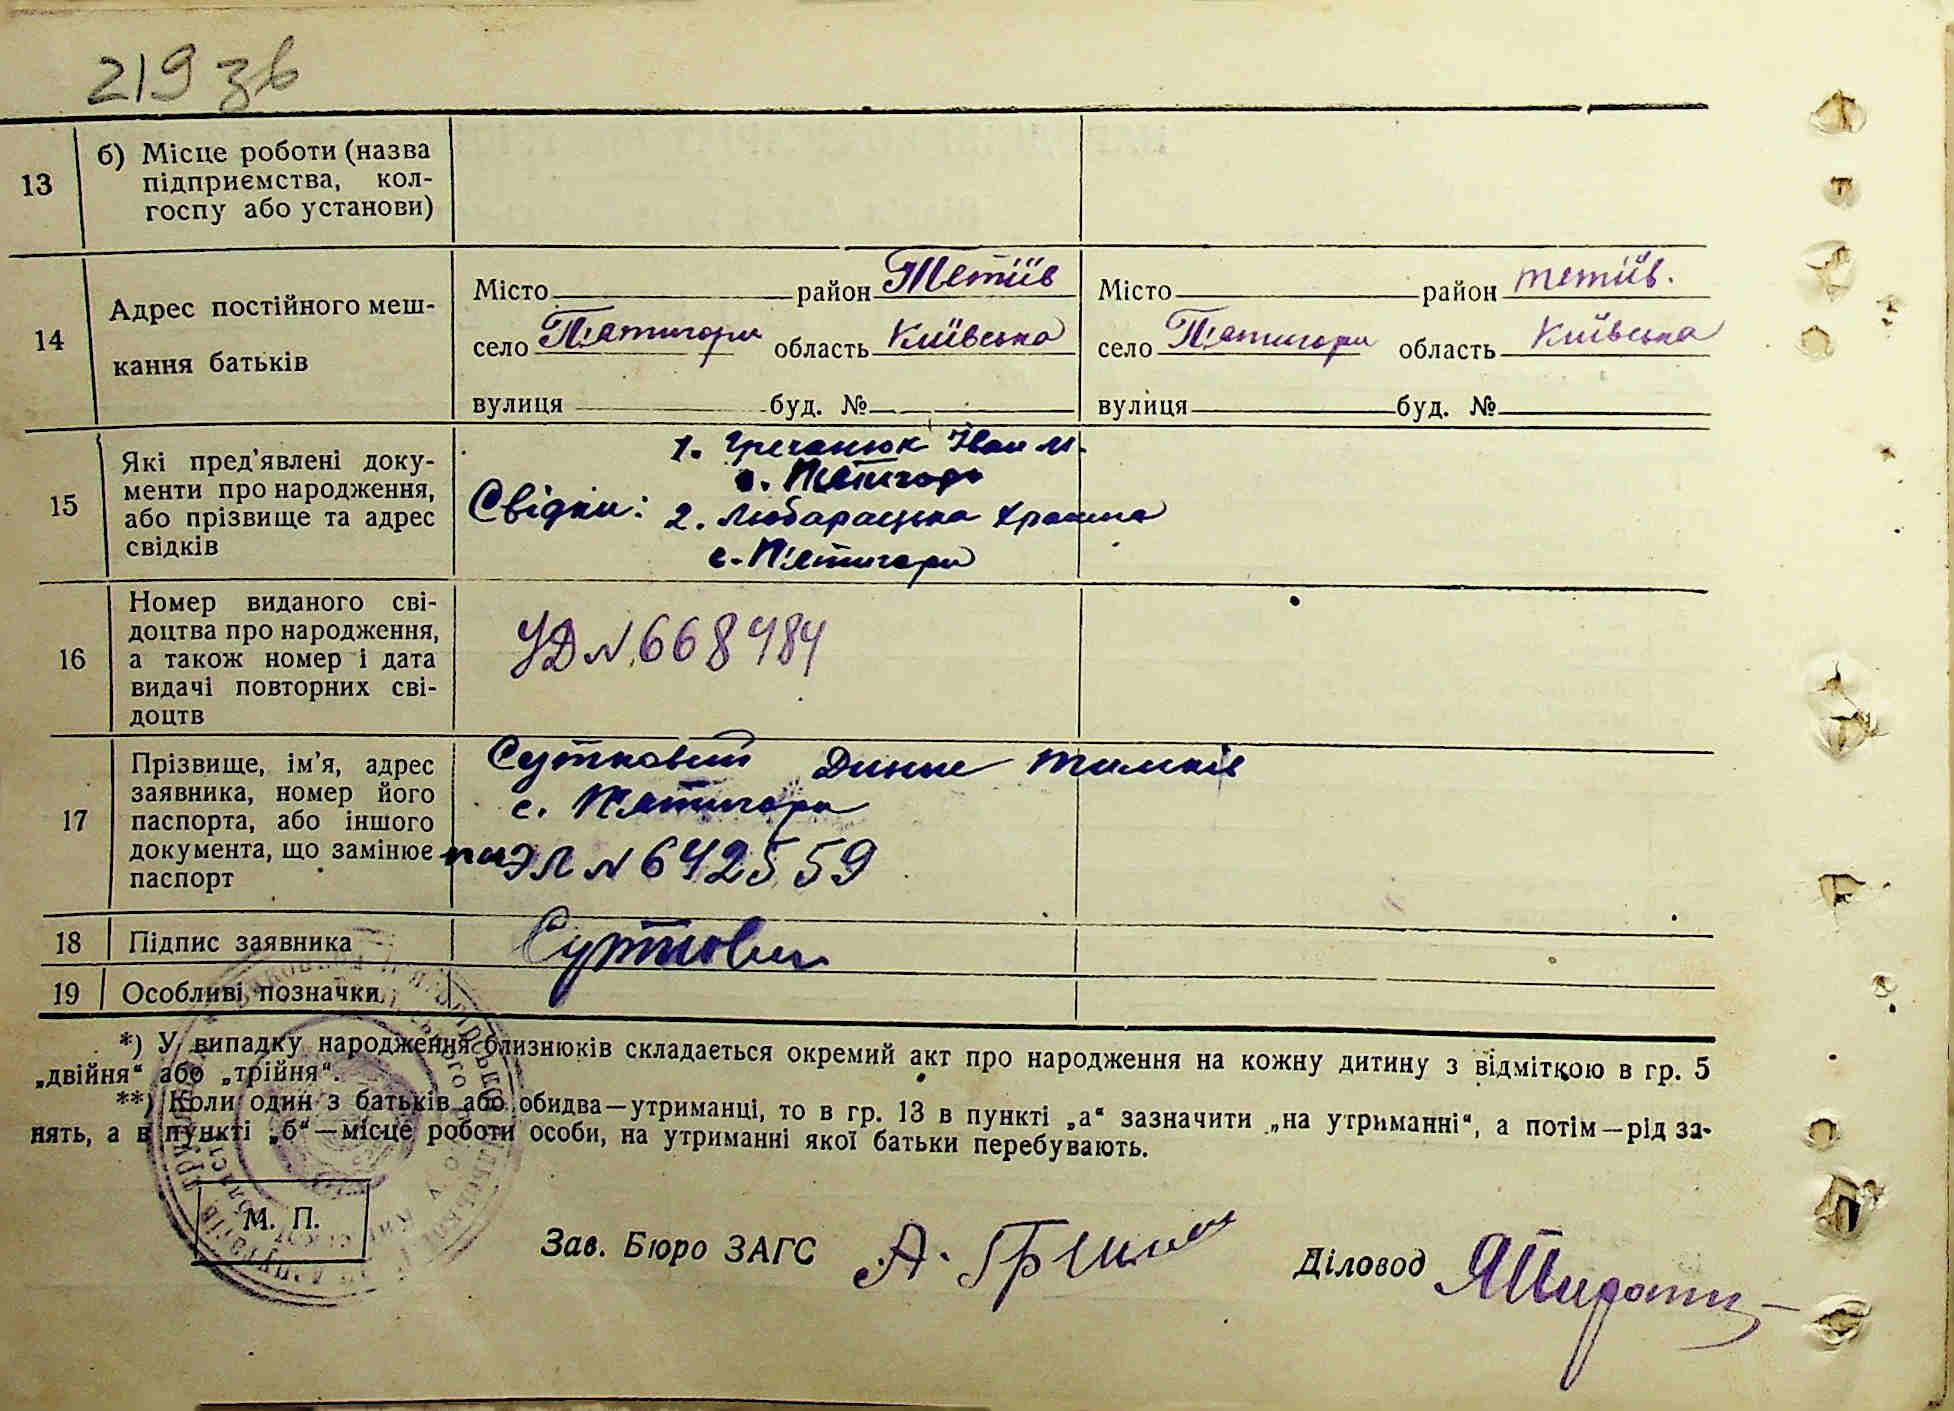 219 зв
13 б) Місце роботи (назва
підприємства, кол-
госпу або установи)
14 Адрес постійного меш-
кання батьків
Місто район Тетіїв
село П'ятигори область Київська
вулиця буд. №
Місто район тетіїв.
село П'ятигори область Київська
вулиця буд. №
15 Які пред'явлені доку-
менти про народження,
або прізвище та адрес
свідків
Свідки: 1. Гречанюк Іван М.
с. П'ятигори
2. Любарацька
с. П'ятигори
16 Номер виданого сві-
доцтва про народження,
а також номер і дата
видачі повторних сві-
доцтв
УД № 668484
17 Прізвище, ім'я, адрес
заявника, номер його
паспорта, або іншого
документа, що замінює
паспорт
Сутковий
с. П'ятигори
ЭЛ № 642559
18 Підпис заявника
19 Особливі позначки
*) У випадку народження близнюків складається окремий акт про народження на кожну дитину з відміткою в гр. 5
„двійня“ або „трійня“.
**) Коли один з батьків або обидва—утриманці, то в гр. 13 в пункті „а“ зазначити „на утриманні“, а потім—рід за-
нять, а в пункті „б“—місце роботи особи, на утриманні якої батьки перебувають.
М. П.
Зав. Бюро ЗАГС
Діловод